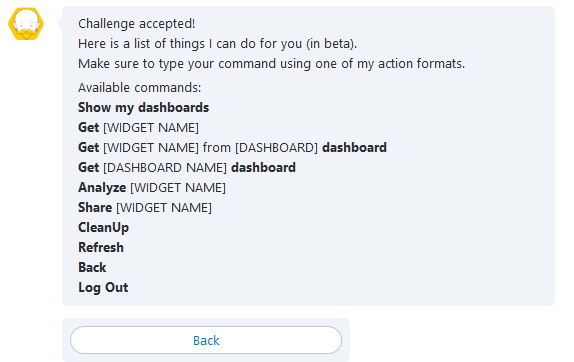 Challenge accepted!
Here is a list of things I can do for you (in beta).
Make sure to type your command using one of my action formats.
Available commands:
Show my dashboards
Get [WIDGET NAME]
Get [WIDGET NAME] from [DASHBOARD] dashboard
Get [DASHBOARD NAME] dashboard
Analyze [WIDGET NAME]
Share [WIDGET NAME]
CleanUp
Refresh
Back
Log Out
Back